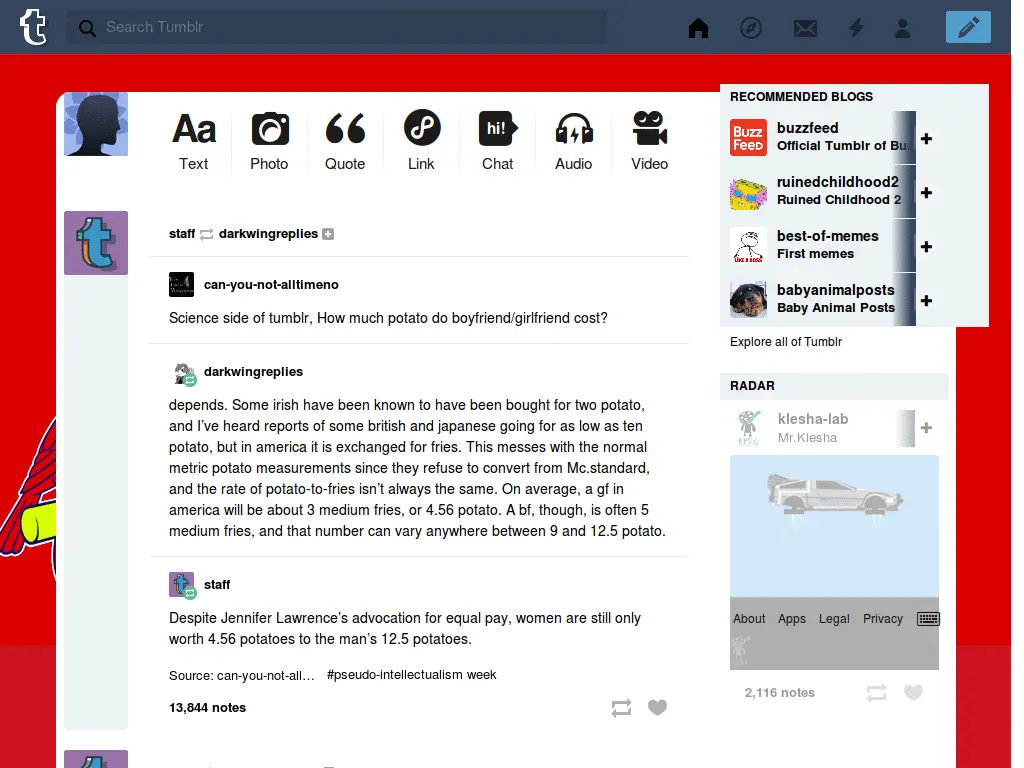 Search Tumblr
Aa
Text
Photo
Quote
Link
hi!
Chat
Audio
Video
staff darkwingreplies
can-you-not-alltimeno
Science side of tumblr, How much potato do boyfriend/girlfriend cost?
darkwingreplies
depends. Some irish have been known to have been bought for two potato,
and I’ve heard reports of some british and japanese going for as low as ten
potato, but in america it is exchanged for fries. This messes with the normal
metric potato measurements since they refuse to convert from Mc.standard,
and the rate of potato-to-fries isn’t always the same. On average, a gf in
america will be about 3 medium fries, or 4.56 potato. A bf, though, is often 5
medium fries, and that number can vary anywhere between 9 and 12.5 potato.
staff
Despite Jennifer Lawrence’s advocation for equal pay, women are still only
worth 4.56 potatoes to the man’s 12.5 potatoes.
Source: can-you-not-all… #pseudo-intellectualism week
13,844 notes
RECOMMENDED BLOGS
Buzz
Feed
buzzfeed
Official Tumblr of Bu
ruinedchildhood2
Ruined Childhood 2
best-of-memes
First memes
LIKE A BOSS
babyanimalposts
Baby Animal Posts
Explore all of Tumblr
RADAR
klesha-lab
Mr.Klesha
About Apps Legal Privacy
2,116 notes